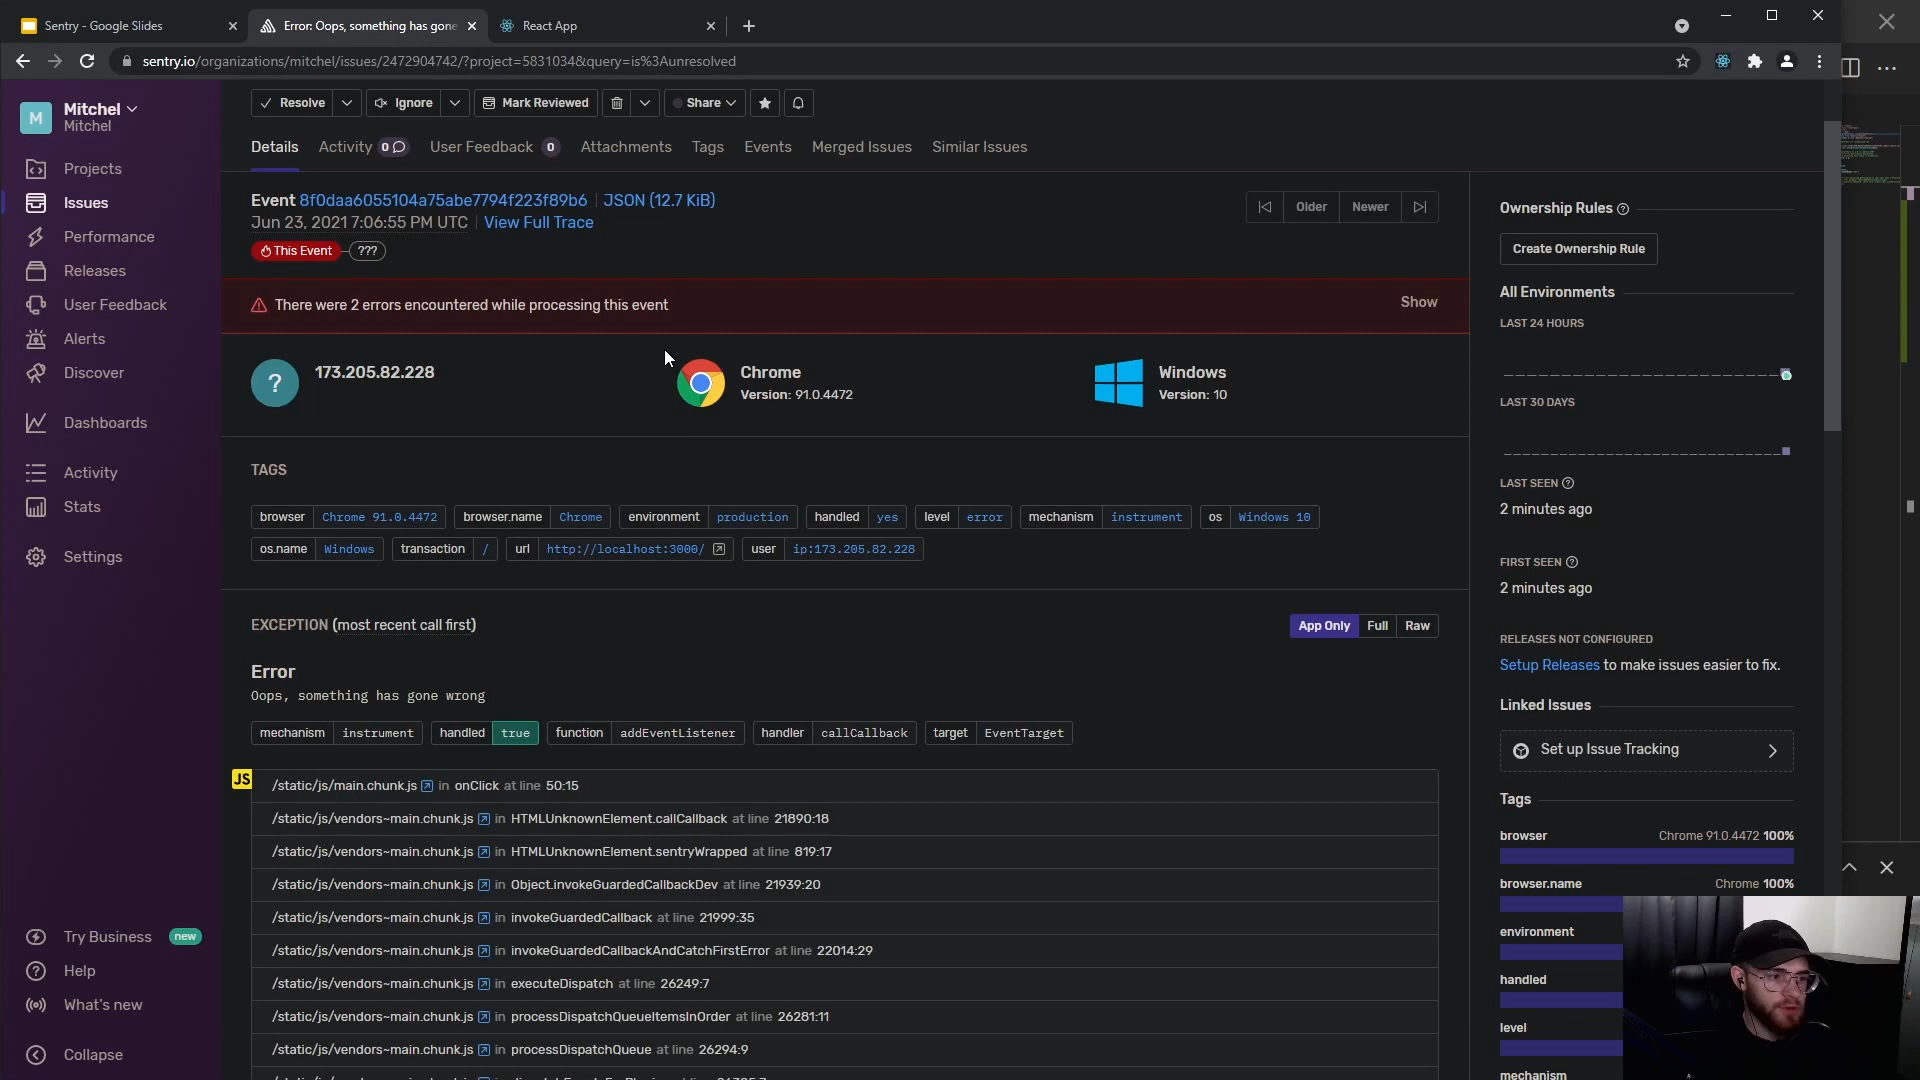 Sentry - Google Slides
Error: Oops, something has gone
React App
sentry.io/organizations/mitchel/issues/2472904742/?project=5831034&query=is%3Aunresolved
M
Mitchel
Mitchel
Projects
Issues
Performance
Releases
User Feedback
Alerts
Discover
Dashboards
Activity
Stats
Settings
Try Business new
Help
What's new
Collapse
Resolve
Ignore
Mark Reviewed
Share
Details
Activity 0
User Feedback 0
Attachments
Tags
Events
Merged Issues
Similar Issues
Event 8f0daa6055104a75abe7794f223f89b6 JSON (12.7 KiB)
Jun 23, 2021 7:06:55 PM UTC View Full Trace
This Event ???
Older
Newer
There were 2 errors encountered while processing this event
Show
?
173.205.82.228
Chrome
Version: 91.0.4472
Windows
Version: 10
TAGS
browser Chrome 91.0.4472 browser.name Chrome environment production handled yes level error mechanism instrument os Windows 10
os.name Windows transaction / url http://localhost:3000/ user ip:173.205.82.228
EXCEPTION (most recent call first)
App Only Full Raw
Error
Oops, something has gone wrong
mechanism instrument handled true function addEventListener handler callCallback target EventTarget
JS
/static/js/main.chunk.js in onClick at line 50:15
/static/js/vendors~main.chunk.js in HTMLUnknownElement.callCallback at line 21890:18
/static/js/vendors~main.chunk.js in HTMLUnknownElement.sentryWrapped at line 819:17
/static/js/vendors~main.chunk.js in Object.invokeGuardedCallbackDev at line 21939:20
/static/js/vendors~main.chunk.js in invokeGuardedCallback at line 21999:35
/static/js/vendors~main.chunk.js in invokeGuardedCallbackAndCatchFirstError at line 22014:29
/static/js/vendors~main.chunk.js in executeDispatch at line 26249:7
/static/js/vendors~main.chunk.js in processDispatchQueueItemsInOrder at line 26281:11
/static/js/vendors~main.chunk.js in processDispatchQueue at line 26294:9
Ownership Rules
Create Ownership Rule
All Environments
LAST 24 HOURS
LAST 30 DAYS
LAST SEEN
2 minutes ago
FIRST SEEN
2 minutes ago
RELEASES NOT CONFIGURED
Setup Releases to make issues easier to fix.
Linked Issues
Set up Issue Tracking
Tags
browser Chrome 91.0.4472 100%
browser.name Chrome 100%
environment
handled
level
mechanism